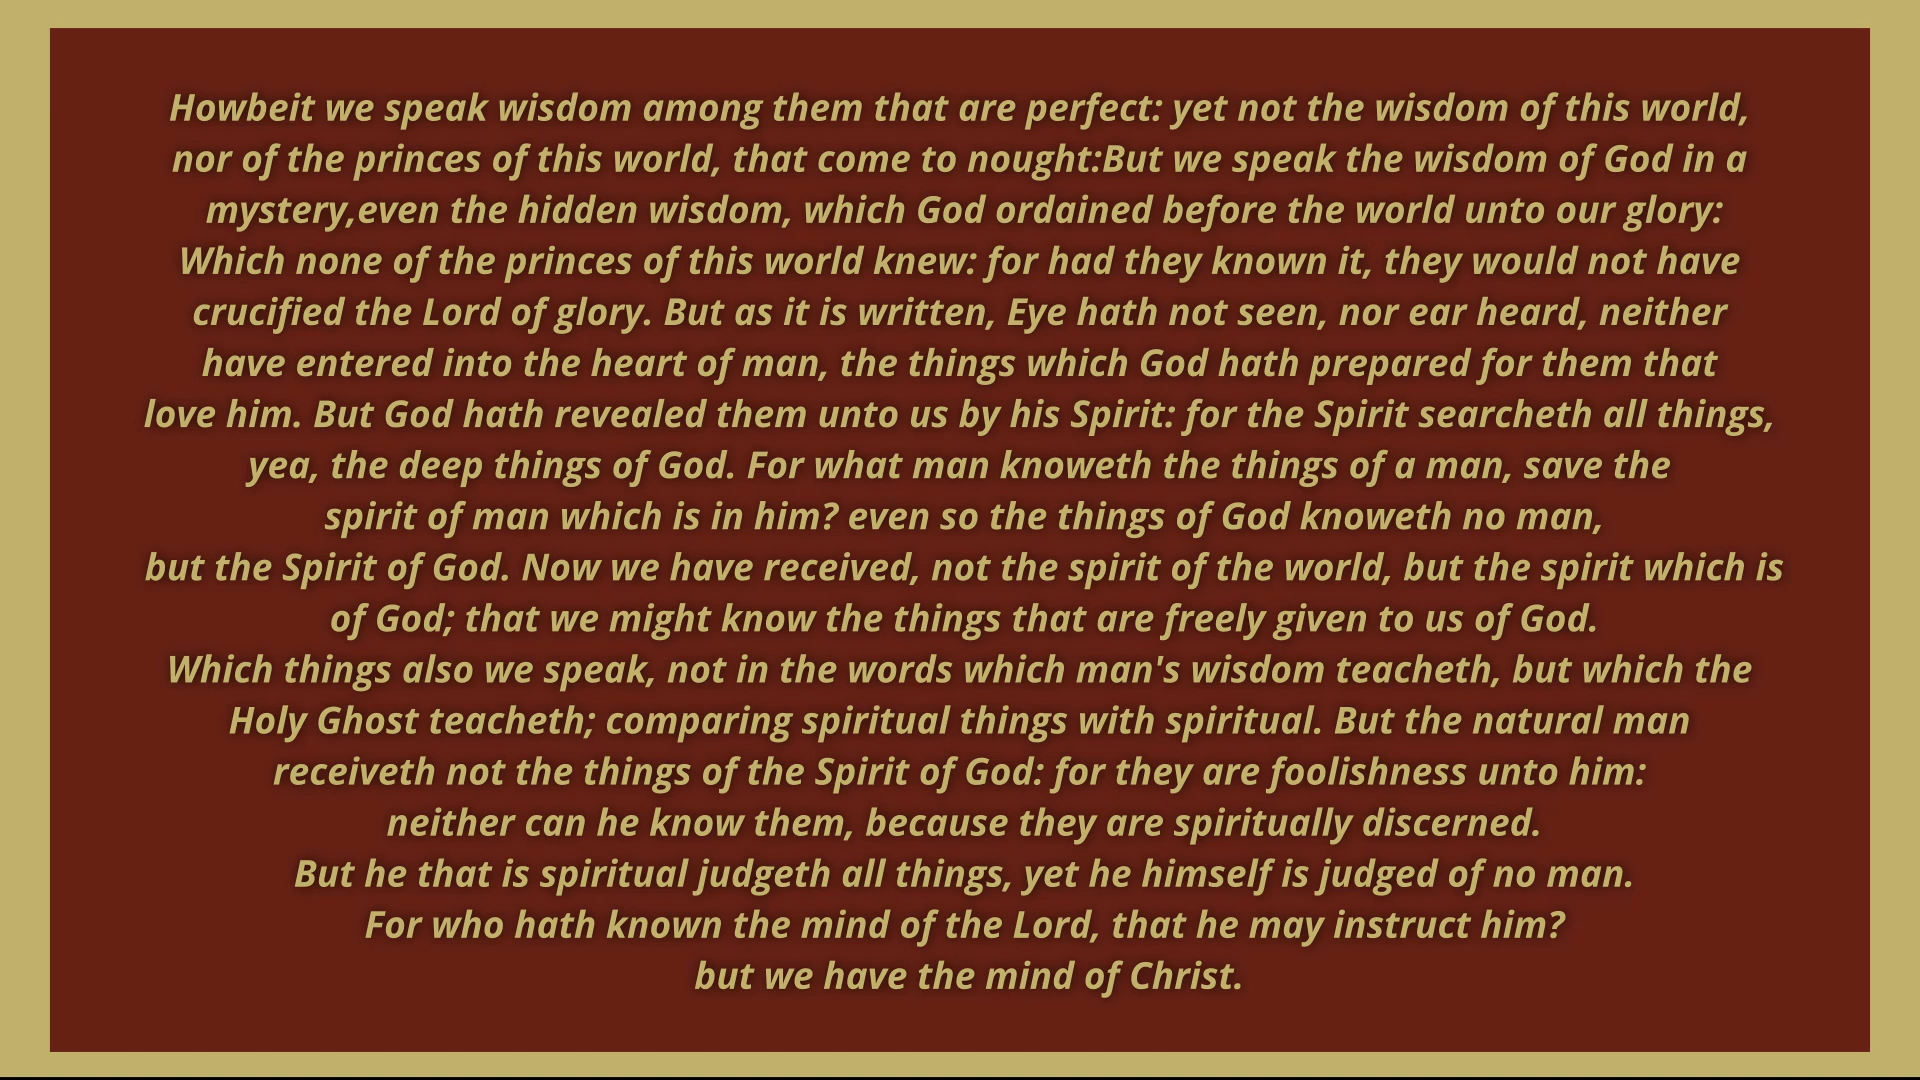 Howbeit we speak wisdom among them that are perfect: yet not the wisdom of this world,
nor of the princes of this world, that come to nought:But we speak the wisdom of God in a
mystery,even the hidden wisdom, which God ordained before the world unto our glory:
Which none of the princes of this world knew: for had they known it, they would not have
crucified the Lord of glory. But as it is written, Eye hath not seen, nor ear heard, neither
have entered into the heart of man, the things which God hath prepared for them that
love him. But God hath revealed them unto us by his Spirit: for the Spirit searcheth all things,
yea, the deep things of God. For what man knoweth the things of a man, save the
spirit of man which is in him? even so the things of God knoweth no man,
but the Spirit of God. Now we have received, not the spirit of the world, but the spirit which is
of God; that we might know the things that are freely given to us of God.
Which things also we speak, not in the words which man's wisdom teacheth, but which the
Holy Ghost teacheth; comparing spiritual things with spiritual. But the natural man
receiveth not the things of the Spirit of God: for they are foolishness unto him:
neither can he know them, because they are spiritually discerned.
But he that is spiritual judgeth all things, yet he himself is judged of no man.
For who hath known the mind of the Lord, that he may instruct him?
but we have the mind of Christ.